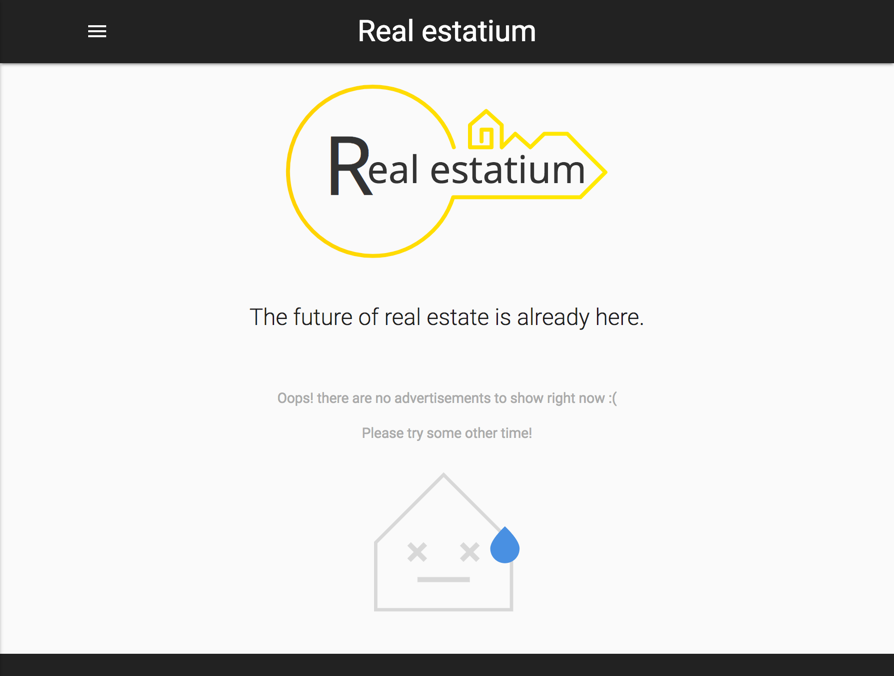 Real estatium
Real estatium
The future of real estate is already here.
Oops! there are no advertisements to show right now :(
Please try some other time!